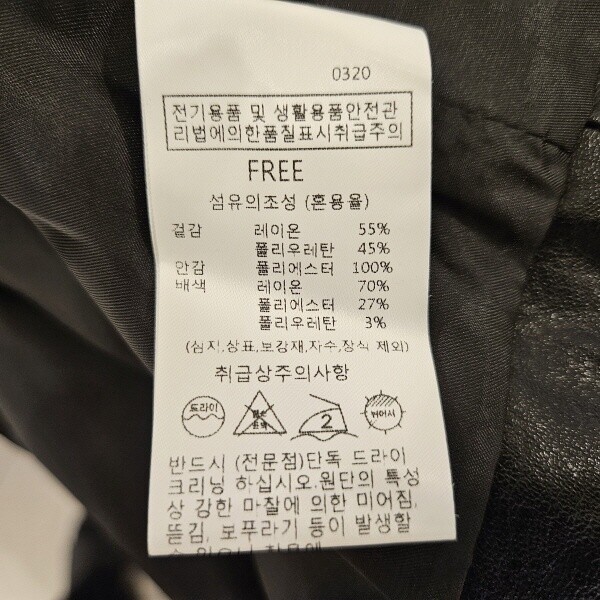 0320
전기용품 및 생활용품안전관
리법에의한품질표시취급주의
FREE
섬유의조성 (혼용율)
겉감 레이온 55%
폴리우레탄 45%
안감 폴리에스터 100%
배색 레이온 70%
폴리에스터 27%
폴리우레탄 3%
(심지,상표,보강재,자수,장식 제외)
취급상주의사항
드라이
2
반드시 (전문점)단독 드라이
크리닝 하십시오.원단의 특성
상 강한 마찰에 의한 미어짐,
뜯김, 보푸라기 등이 발생할
수 있으니